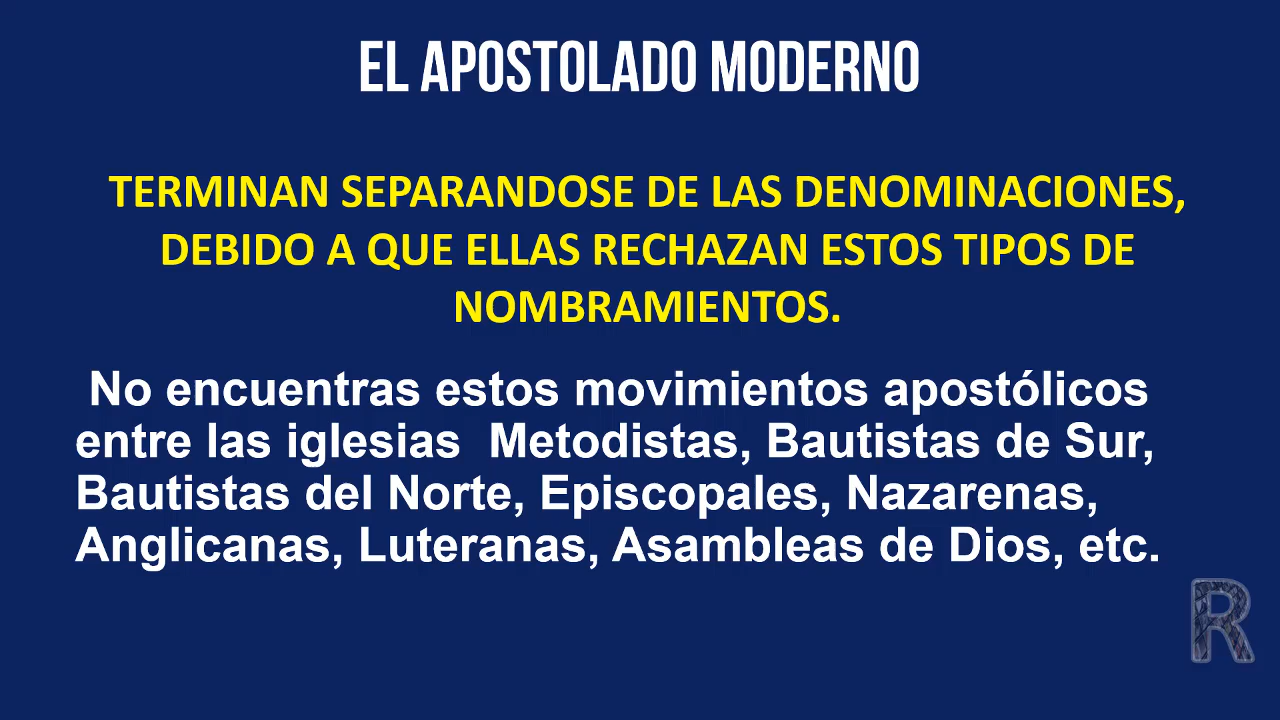 EL APOSTOLADO MODERNO
TERMINAN SEPARANDOSE DE LAS DENOMINACIONES,
DEBIDO A QUE ELLAS RECHAZAN ESTOS TIPOS DE
NOMBRAMIENTOS.
No encuentras estos movimientos apostólicos
entre las iglesias  Metodistas, Bautistas de Sur,
Bautistas del Norte, Episcopales, Nazarenas,
Anglicanas, Luteranas, Asambleas de Dios, etc.
R